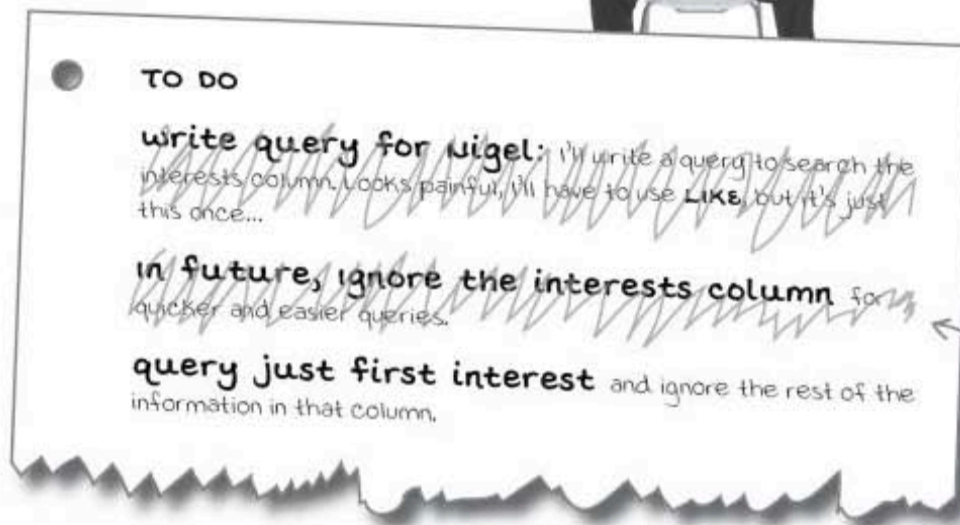 TO DO
write query for Nigel: I'll write a query to search the
interests column. Looks painful, I'll have to use LIKE, but it's just
this once...
in future, ignore the interests column for
quicker and easier queries.
query just first interest and ignore the rest of the
information in that column.